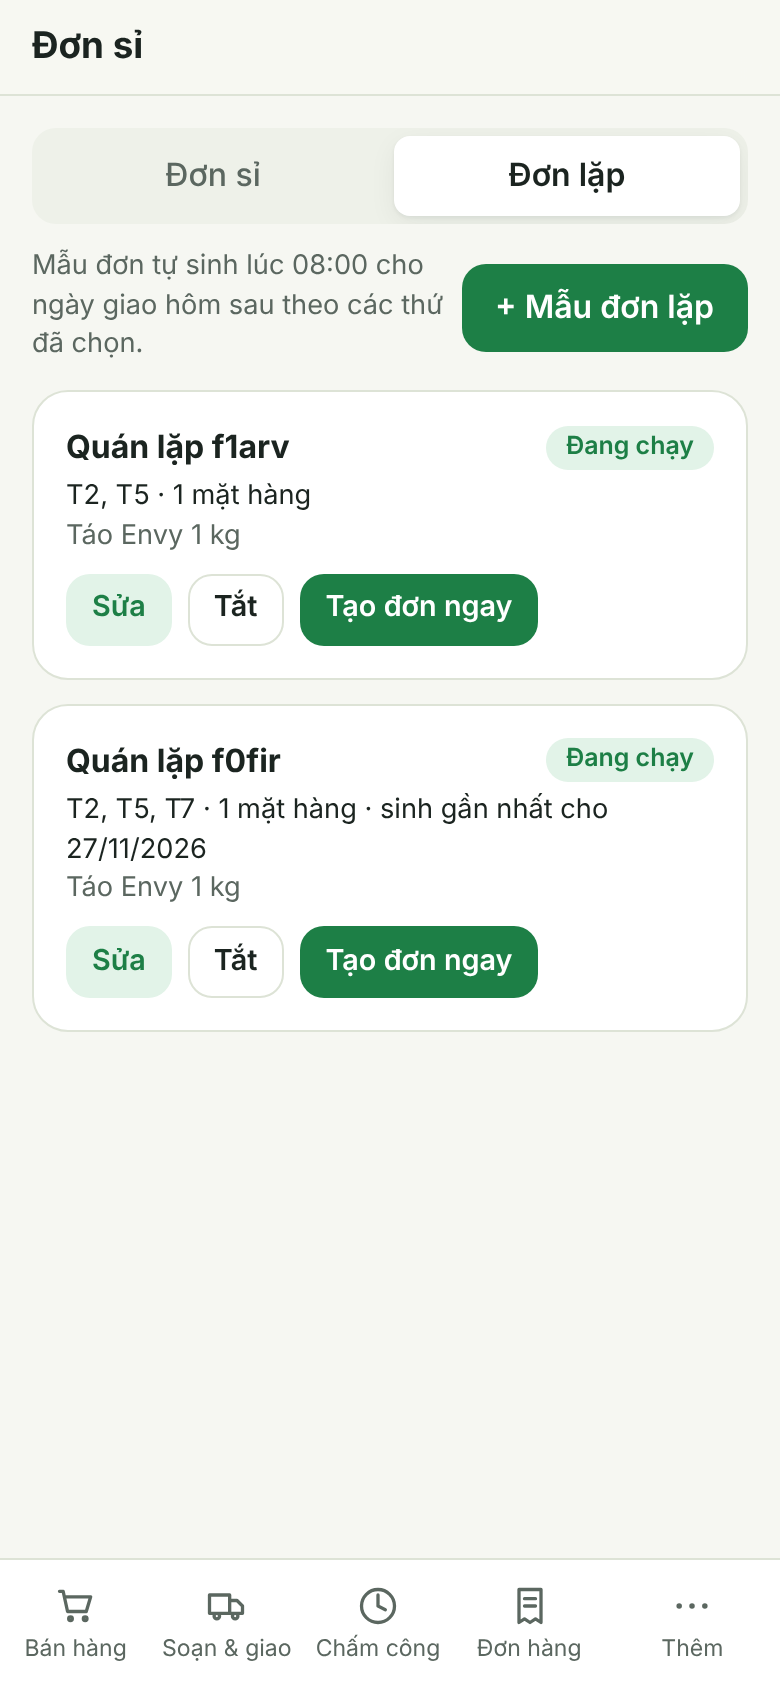 Đơn sỉ
Đơn sỉ
Đơn lặp
Mẫu đơn tự sinh lúc 08:00 cho
ngày giao hôm sau theo các thứ
đã chọn.
+ Mẫu đơn lặp
Quán lặp f1arv
Đang chạy
T2, T5 · 1 mặt hàng
Táo Envy 1 kg
Sửa
Tắt
Tạo đơn ngay
Quán lặp f0fir
Đang chạy
T2, T5, T7 · 1 mặt hàng · sinh gần nhất cho
27/11/2026
Táo Envy 1 kg
Sửa
Tắt
Tạo đơn ngay
Bán hàng
Soạn & giao
Chấm công
Đơn hàng
Thêm